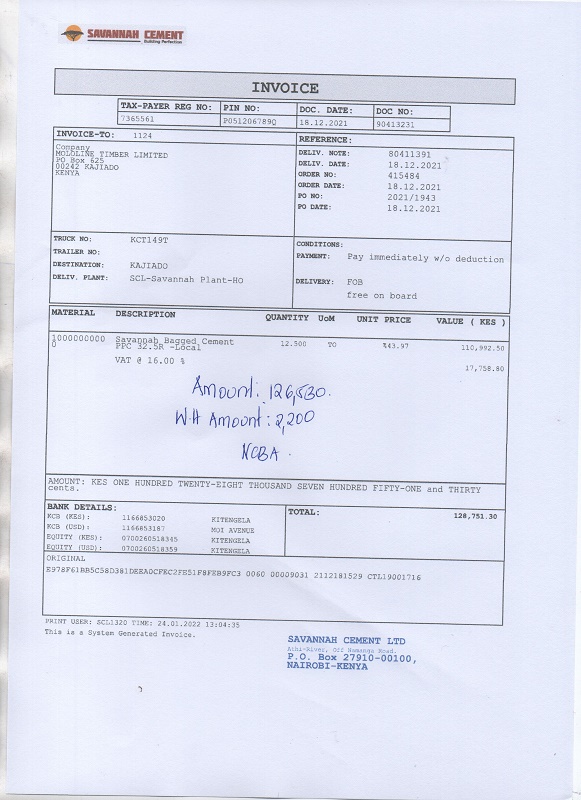 SAVANNAH CEMENT
Building Perfection
INVOICE
TAX-PAYER REG NO: PIN NO: DOC. DATE: DOC NO:
7365561 P051206789Q 18.12.2021 90413231
INVOICE-TO: 1124
Company
MOLOLINE TIMBER LIMITED
PO Box 625
00242 KAJIADO
KENYA
REFERENCE:
DELIV. NOTE: 80411391
DELIV. DATE: 18.12.2021
ORDER NO: 415484
ORDER DATE: 18.12.2021
PO NO: 2021/1943
PO DATE: 18.12.2021
TRUCK NO: KCT149T
TRAILER NO:
DESTINATION: KAJIADO
DELIV. PLANT: SCL-Savannah Plant-HO
CONDITIONS:
PAYMENT: Pay immediately w/o deduction
DELIVERY: FOB
free on board
MATERIAL DESCRIPTION QUANTITY UoM UNIT PRICE VALUE ( KES )
1000000000 Savannah Bagged Cement 12.500 TO 110,992.50
0 PPC 32.5R -Local
VAT @ 16.00 % 17,758.80
Amount: 126,530.
W.H Amount: 2,200
NCBA.
AMOUNT: KES ONE HUNDRED TWENTY-EIGHT THOUSAND SEVEN HUNDRED FIFTY-ONE and THIRTY
cents.
BANK DETAILS:
KCB (KES): 1166853020 KITENGELA
KCB (USD): 1166853187 MOI AVENUE
EQUITY (KES): 0700260518345 KITENGELA
EQUITY (USD): 0700260518359 KITENGELA
TOTAL: 128,751.30
ORIGINAL
E978F61BB5C58D381DEEA0CFEC2FE51F8FEB9FC3 0060 00009031 2112181529 CTL19001716
PRINT USER: SCL1320 TIME: 24.01.2022 13:04:35
This is a System Generated Invoice.
SAVANNAH CEMENT LTD
Athi-River, Off Namanga Road.
P.O. Box 27910-00100,
NAIROBI-KENYA